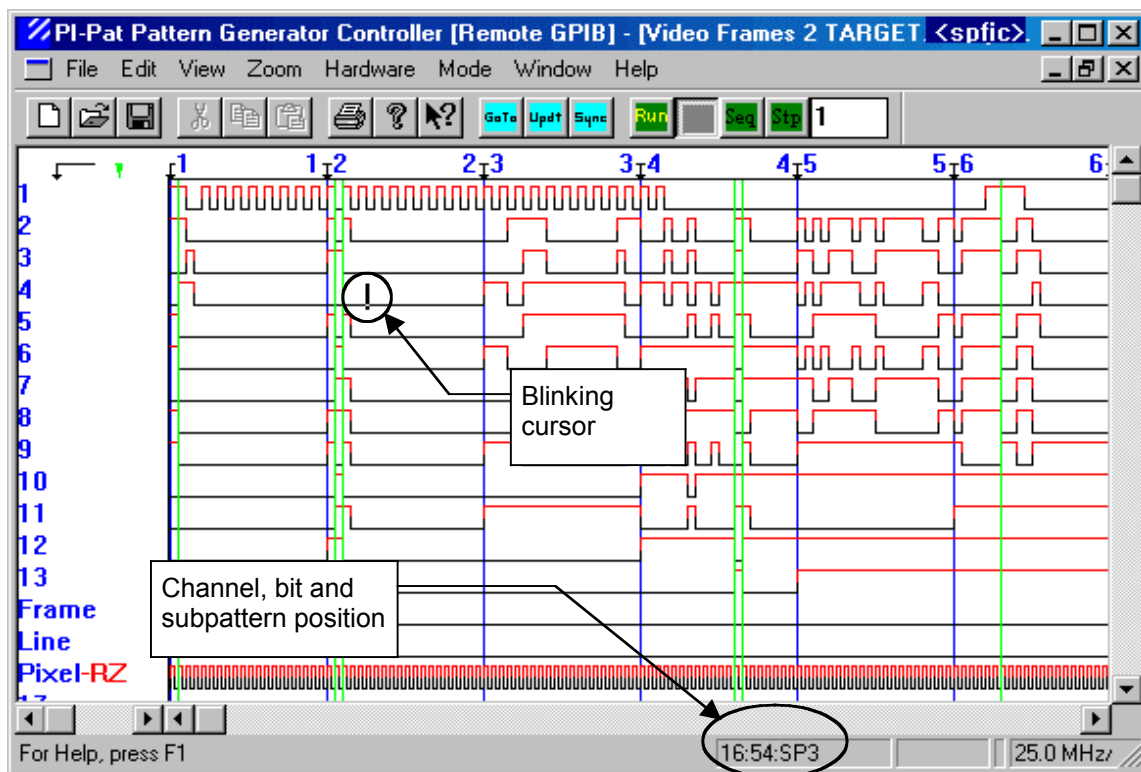 PI-Pat Pattern Generator Controller [Remote GPIB] - [Video Frames 2 TARGET. <spfic>.
File Edit View Zoom Hardware Mode Window Help
GoTo Updt Sync Run Seq Stp 1
1 1 2 2 3 3 4 4 5 5 6 6
1
2
3
4
5
6
7
Blinking
cursor
8
9
10
11
12
13
Channel, bit and
subpattern position
Frame
Line
Pixel-RZ
For Help, press F1 16:54:SP3 25.0 MHz